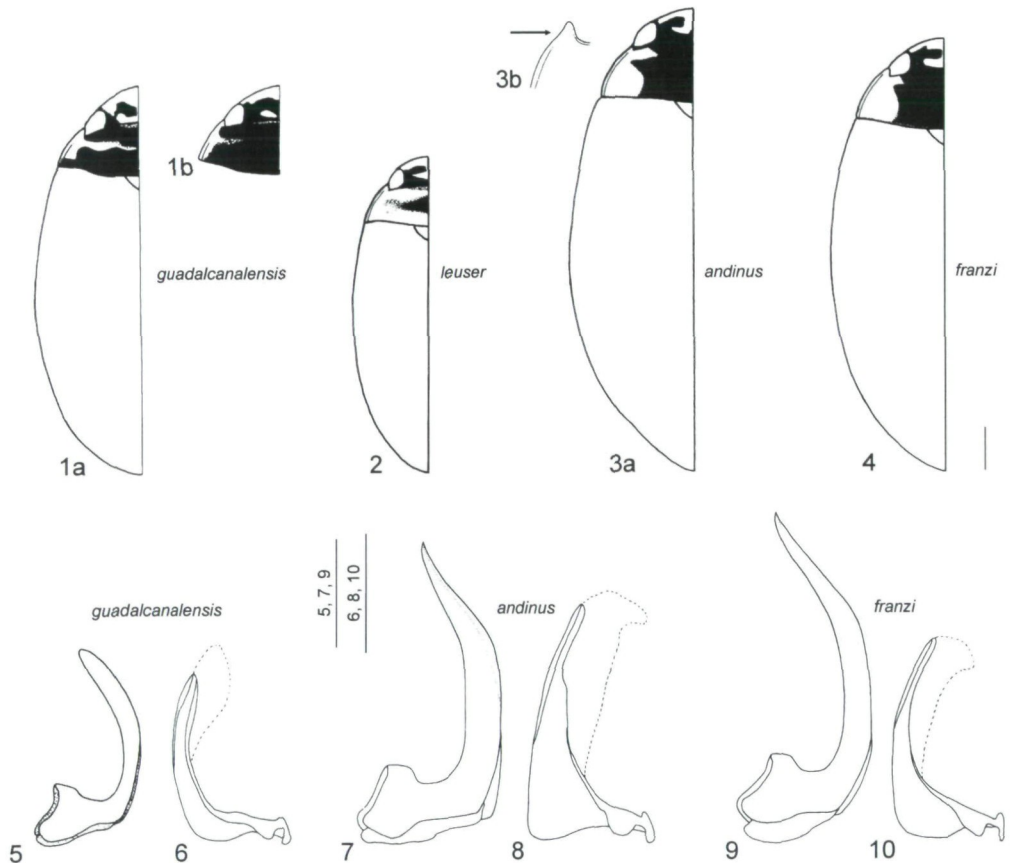 3b
1b
guadalcanalensis
leuser
andinus
franzi
1a
2
3a
4
5, 7, 9
6, 8, 10
guadalcanalensis
andinus
franzi
5
6
7
8
9
10